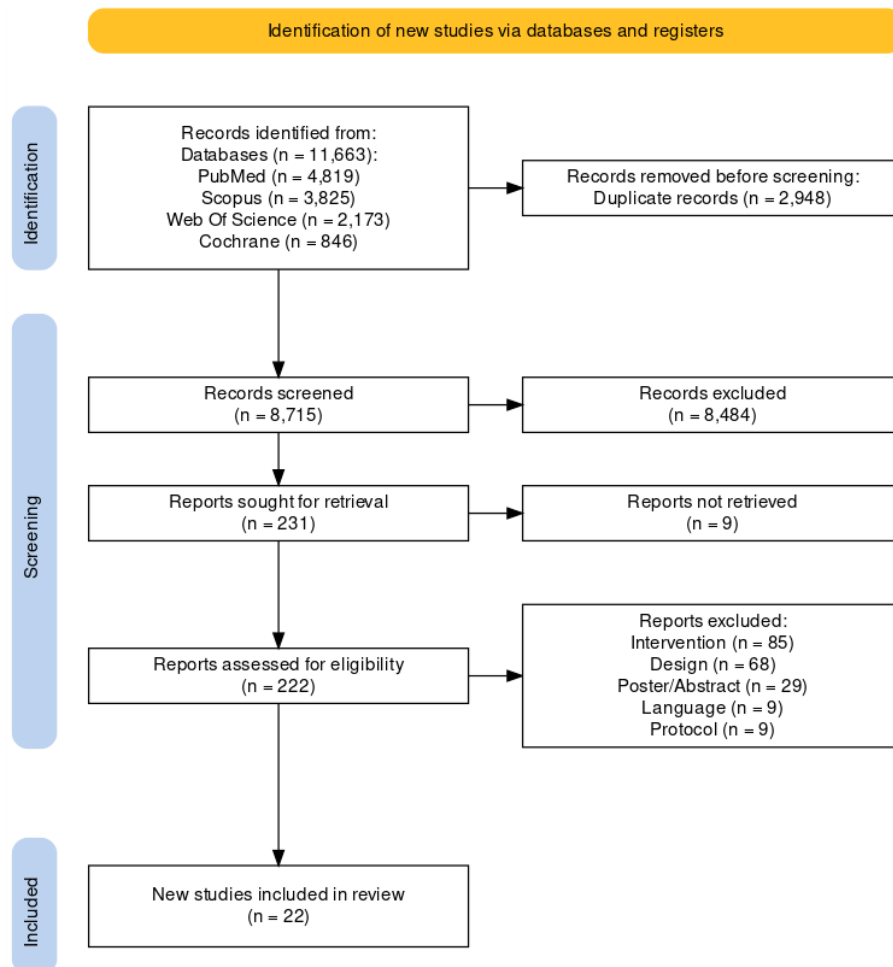 Identification of new studies via databases and registers
Identification
Records identified from:
Databases (n = 11,663):
PubMed (n = 4,819)
Scopus (n = 3,825)
Web Of Science (n = 2,173)
Cochrane (n = 846)
Records removed before screening:
Duplicate records (n = 2,948)
Screening
Records screened
(n = 8,715)
Records excluded
(n = 8,484)
Reports sought for retrieval
(n = 231)
Reports not retrieved
(n = 9)
Reports assessed for eligibility
(n = 222)
Reports excluded:
Intervention (n = 85)
Design (n = 68)
Poster/Abstract (n = 29)
Language (n = 9)
Protocol (n = 9)
Included
New studies included in review
(n = 22)